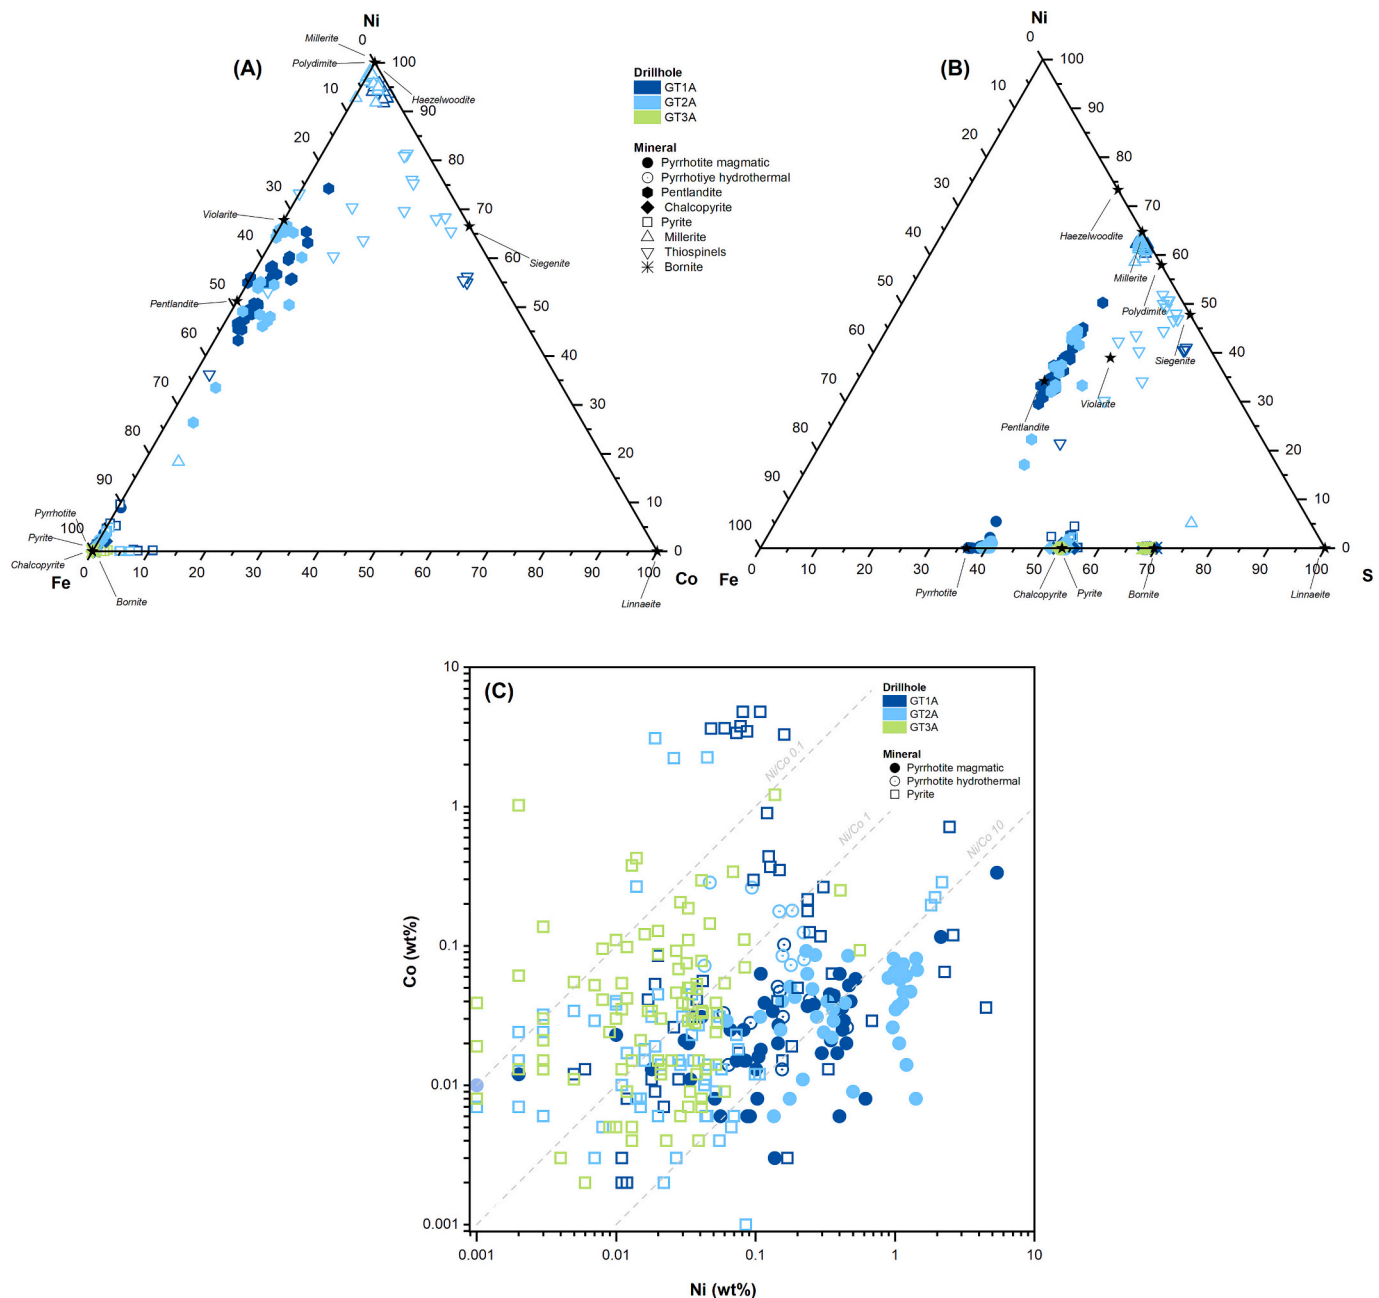 Ni
Millerite
0
Polydimite
100
(A)
10
Haezelwoodite
90
20
80
30
70
Violarite
40
60
Siegenite
50
50
Pentlandite
60
40
70
30
80
20
90
10
Pyrrhotite
100
Pyrite
0
Chalcopyrite
Fe
0
10
20
30
40
50
60
70
80
90
100
Co
Bornite
Linnaeite
Drillhole
GT1A
GT2A
GT3A
Mineral
Pyrrhotite magmatic
Pyrrhotiye hydrothermal
Pentlandite
Chalcopyrite
Pyrite
Millerite
Thiospinels
Bornite
Ni
0
(B)
100
10
90
20
80
30
70
Haezelwoodite
40
60
Millerite
50
50
Polydimite
60
40
Siegenite
70
30
Violarite
Pentlandite
80
20
90
10
100
0
Fe
0
10
20
30
40
50
60
70
80
90
100
S
Pyrrhotite
Chalcopyrite
Pyrite
Bornite
Linnaeite
(C)
Drillhole
GT1A
GT2A
GT3A
Mineral
Pyrrhotite magmatic
Pyrrhotite hydrothermal
Pyrite
Ni/Co 0.1
Ni/Co 1
Ni/Co 10
10
1
0.1
0.01
0.001
Co (wt%)
0.001
0.01
0.1
1
10
Ni (wt%)